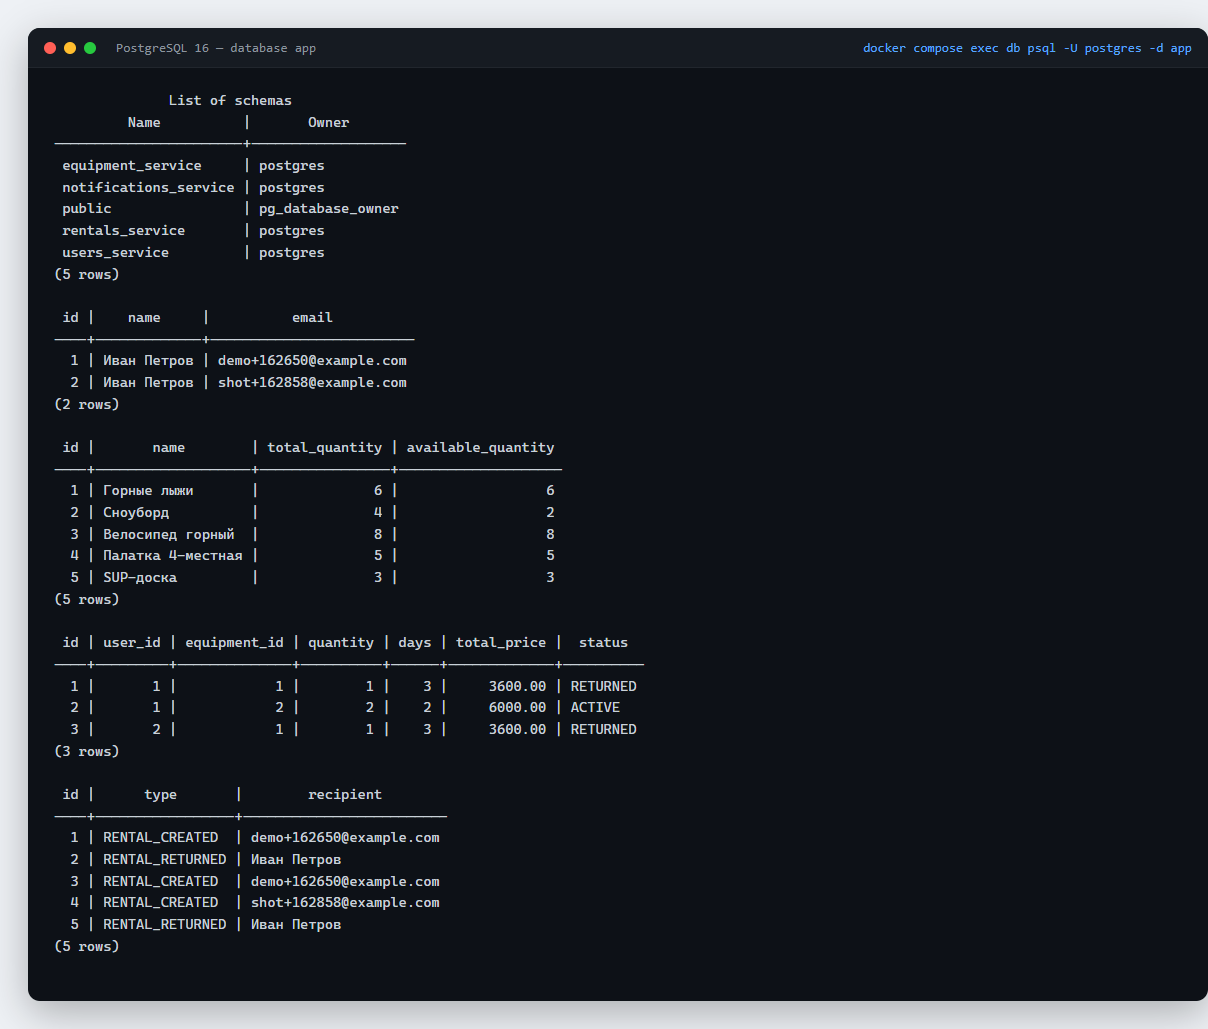 PostgreSQL 16 — database app
docker compose exec db psql -U postgres -d app
List of schemas
Name | Owner
-----------------------+-------------------
equipment_service | postgres
notifications_service | postgres
public | pg_database_owner
rentals_service | postgres
users_service | postgres
(5 rows)
id | name | email
----+-------------+-------------------------
1 | Иван Петров | demo+162650@example.com
2 | Иван Петров | shot+162858@example.com
(2 rows)
id | name | total_quantity | available_quantity
----+-------------------+----------------+--------------------
1 | Горные лыжи | 6 | 6
2 | Сноуборд | 4 | 2
3 | Велосипед горный | 8 | 8
4 | Палатка 4-местная | 5 | 5
5 | SUP-доска | 3 | 3
(5 rows)
id | user_id | equipment_id | quantity | days | total_price | status
----+---------+--------------+----------+------+-------------+----------
1 | 1 | 1 | 1 | 3 | 3600.00 | RETURNED
2 | 1 | 2 | 2 | 2 | 6000.00 | ACTIVE
3 | 2 | 1 | 1 | 3 | 3600.00 | RETURNED
(3 rows)
id | type | recipient
----+-----------------+-------------------------
1 | RENTAL_CREATED | demo+162650@example.com
2 | RENTAL_RETURNED | Иван Петров
3 | RENTAL_CREATED | demo+162650@example.com
4 | RENTAL_CREATED | shot+162858@example.com
5 | RENTAL_RETURNED | Иван Петров
(5 rows)